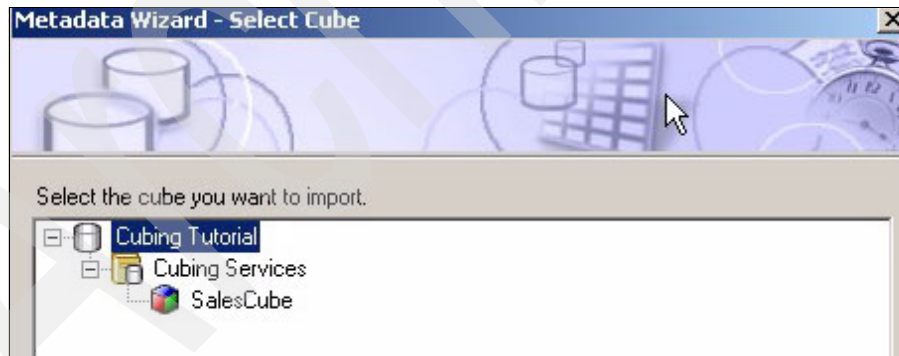 Metadata Wizard - Select Cube
Select the cube you want to import.
Cubing Tutorial
Cubing Services
SalesCube